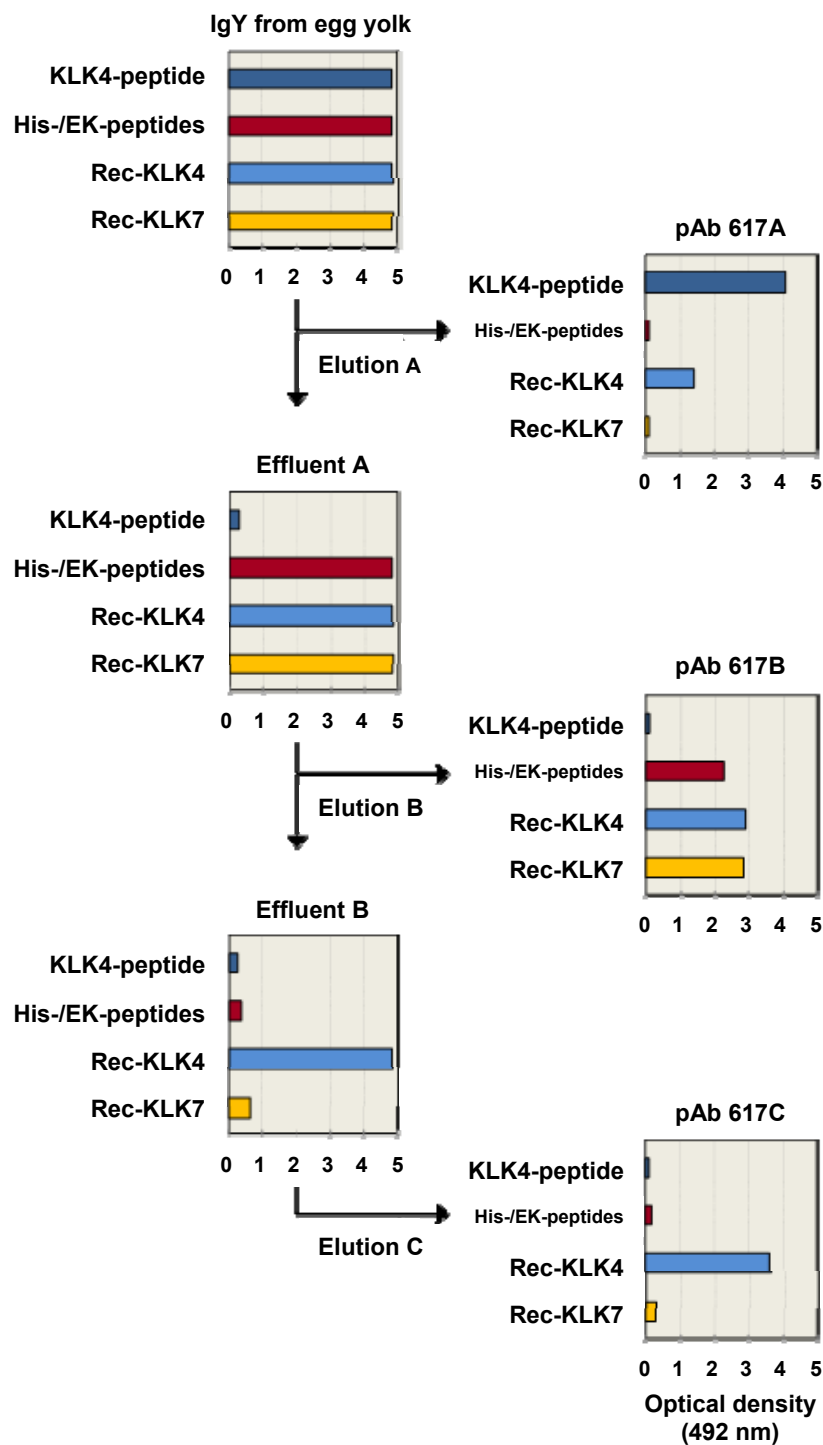 IgY from egg yolk
KLK4-peptide
His-/EK-peptides
Rec-KLK4
Rec-KLK7
0 1 2 3 4 5
Elution A
pAb 617A
KLK4-peptide
His-/EK-peptides
Rec-KLK4
Rec-KLK7
0 1 2 3 4 5
Effluent A
KLK4-peptide
His-/EK-peptides
Rec-KLK4
Rec-KLK7
0 1 2 3 4 5
Elution B
pAb 617B
KLK4-peptide
His-/EK-peptides
Rec-KLK4
Rec-KLK7
0 1 2 3 4 5
Effluent B
KLK4-peptide
His-/EK-peptides
Rec-KLK4
Rec-KLK7
0 1 2 3 4 5
Elution C
pAb 617C
KLK4-peptide
His-/EK-peptides
Rec-KLK4
Rec-KLK7
0 1 2 3 4 5
Optical density
(492 nm)